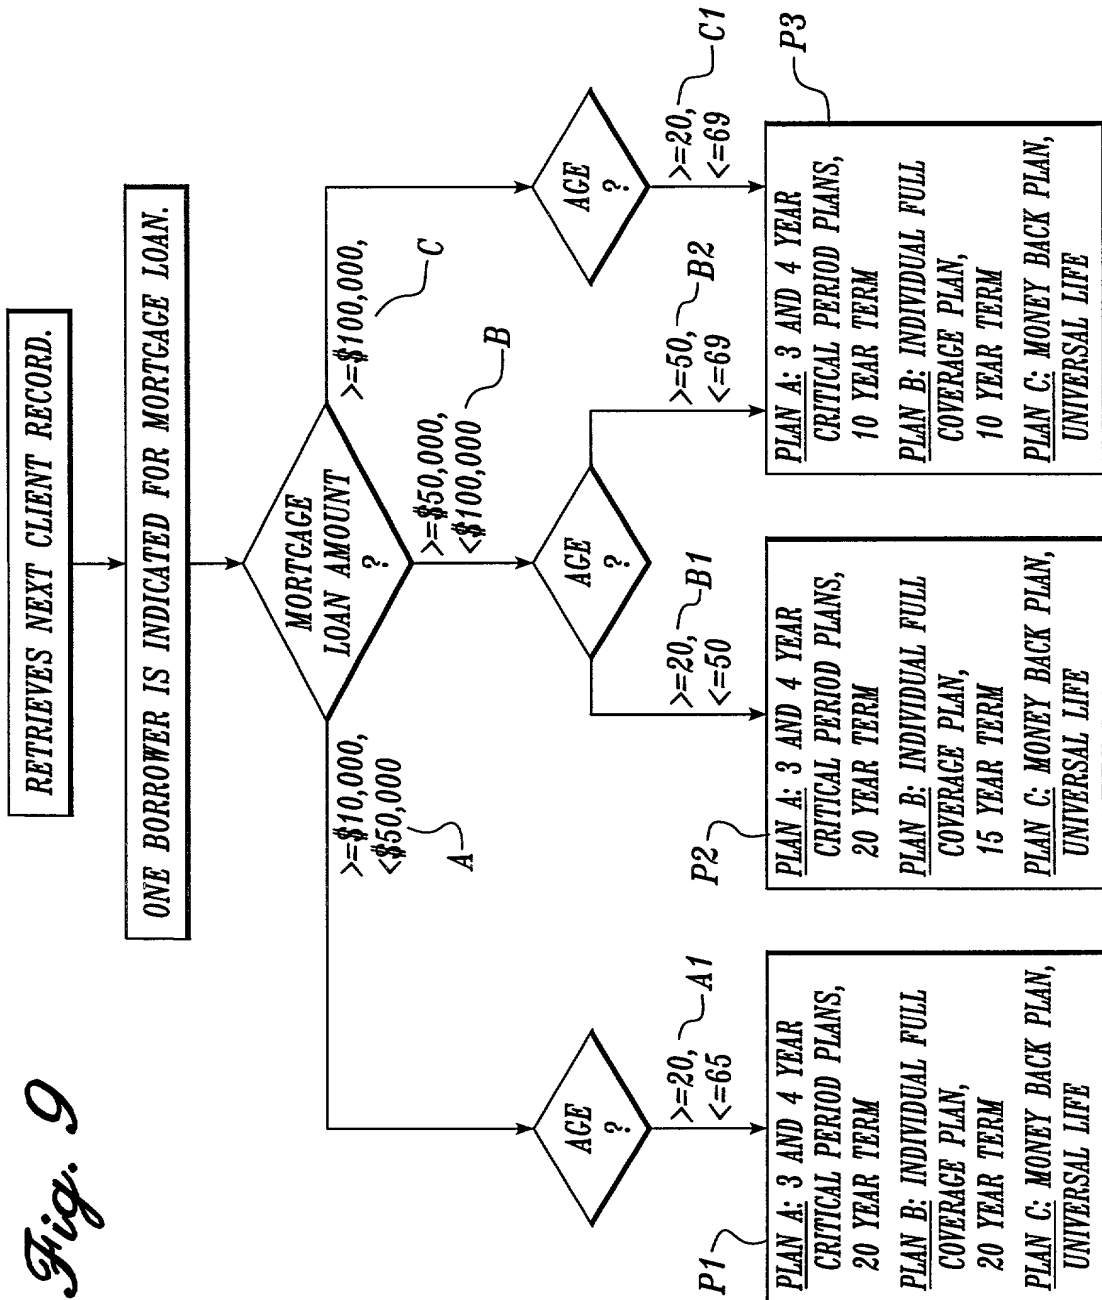 Fig. 9
RETRIEVES NEXT CLIENT RECORD.
ONE BORROWER IS INDICATED FOR MORTGAGE LOAN.
MORTGAGE
LOAN AMOUNT
?
>=$10,000,
<$50,000
A
>=$50,000,
<$100,000
B
>=$100,000,
C
AGE
?
>=20,
<=65
A1
AGE
?
>=20,
<=50
B1
>=50,
<=69
B2
AGE
?
>=20,
<=69
C1
P1
PLAN A: 3 AND 4 YEAR
CRITICAL PERIOD PLANS,
20 YEAR TERM
PLAN B: INDIVIDUAL FULL
COVERAGE PLAN,
20 YEAR TERM
PLAN C: MONEY BACK PLAN,
UNIVERSAL LIFE
P2
PLAN A: 3 AND 4 YEAR
CRITICAL PERIOD PLANS,
20 YEAR TERM
PLAN B: INDIVIDUAL FULL
COVERAGE PLAN,
15 YEAR TERM
PLAN C: MONEY BACK PLAN,
UNIVERSAL LIFE
P3
PLAN A: 3 AND 4 YEAR
CRITICAL PERIOD PLANS,
10 YEAR TERM
PLAN B: INDIVIDUAL FULL
COVERAGE PLAN,
10 YEAR TERM
PLAN C: MONEY BACK PLAN,
UNIVERSAL LIFE